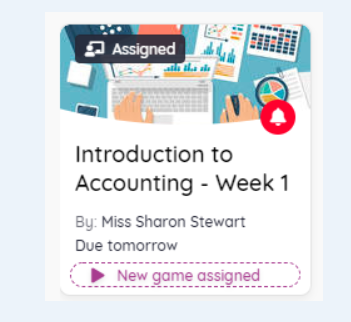 Assigned
Introduction to
Accounting - Week 1
By: Miss Sharon Stewart
Due tomorrow
New game assigned